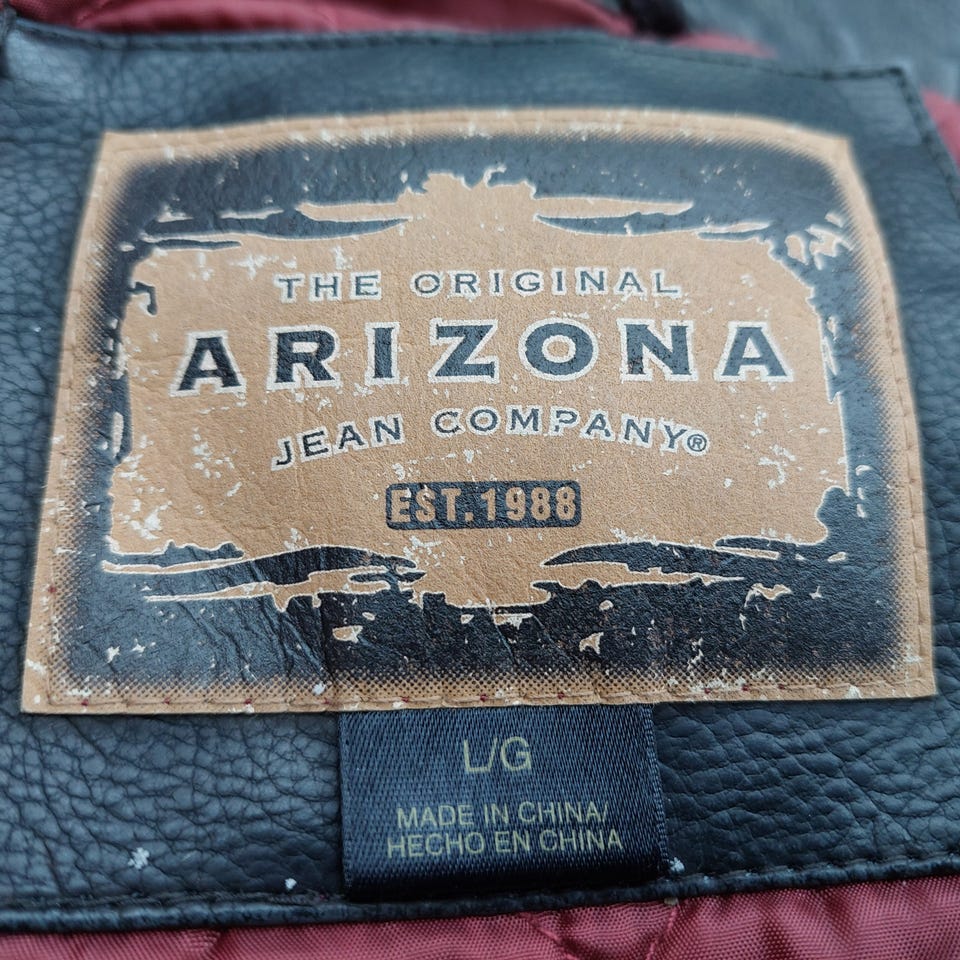 THE ORIGINAL
ARIZONA
JEAN COMPANY®
EST. 1988
L/G
MADE IN CHINA/
HECHO EN CHINA